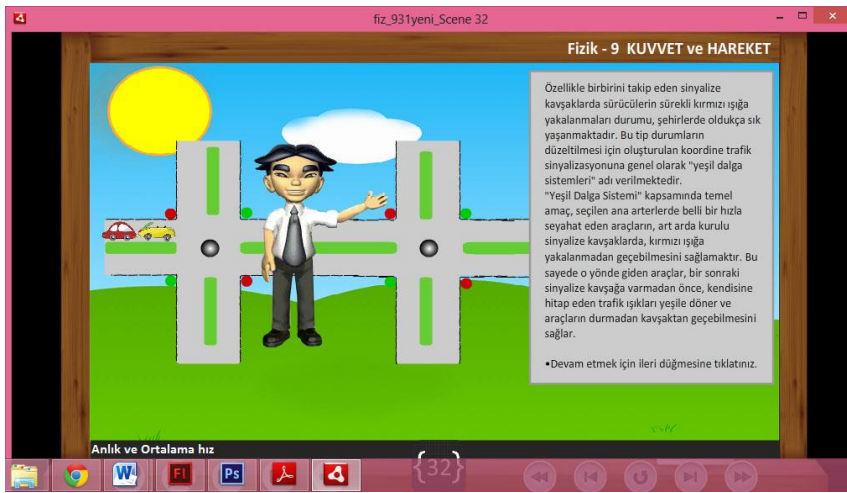 fiz_931yeni_Scene 32
Fizik - 9 KUVVET ve HAREKET
Özellikle birbirini takip eden sinyalize
kavşaklarda sürücülerin sürekli kırmızı ışığa
yakalanmaları durumu, şehirlerde oldukça sık
yaşanmaktadır. Bu tip durumların
düzeltilmesi için oluşturulan koordine trafik
sinyalizasyonuna genel olarak "yeşil dalga
sistemleri" adı verilmektedir.
"Yeşil Dalga Sistemi" kapsamında temel
amaç, seçilen ana arterlerde belli bir hızla
seyahat eden araçların, art arda kurulu
sinyalize kavşaklarda, kırmızı ışığa
yakalanmadan geçebilmesini sağlamaktır. Bu
sayede o yönde giden araçlar, bir sonraki
sinyalize kavşağa varmadan önce, kendisine
hitap eden trafik ışıkları yeşile döner ve
araçların durmadan kavşaktan geçebilmesini
sağlar.
•Devam etmek için ileri düğmesine tıklatınız.
Anlık ve Ortalama hız
{32}
W
Fl
Ps